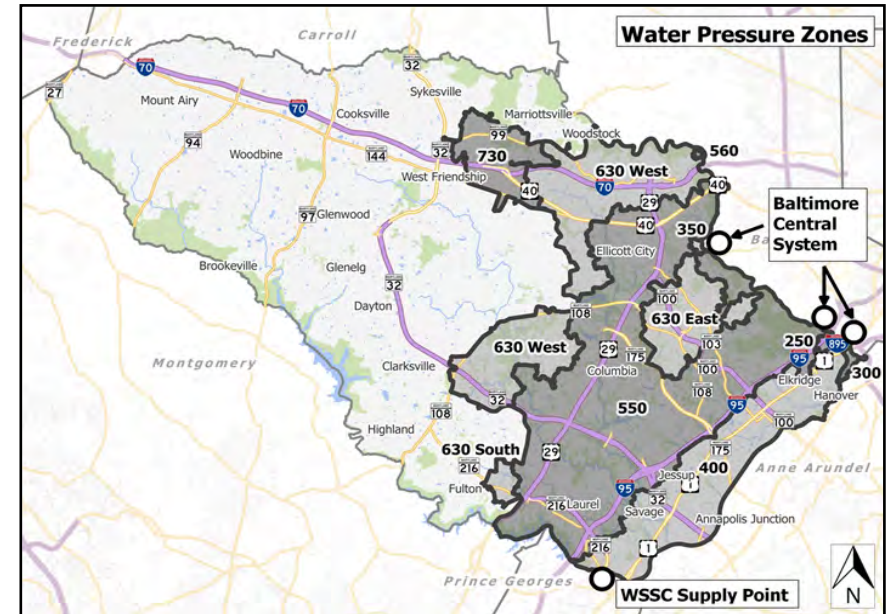 Water Pressure Zones
Frederick
Carroll
70
32
27
Mount Airy
Sykesville
70
Cooksville
Marriottsville
94
99
Woodstock
Woodbine
144
32
730
560
West Friendship
630 West
40
70
40
29
Baltimore
Central
System
97
Glenwood
40
350
Ellicott City
Brookeville
Glenelg
32
100
Dayton
108
630 East
630 West
250
895
29
175
103
95
1
300
Montgomery
Columbia
Clarksville
100
Elkridge
32
108
Hanover
95
108
550
100
Highland
630 South
29
175
216
400
Anne Arundel
Jessup
1
Fulton
95
32
216
Laurel
Savage
Annapolis Junction
216
1
Prince Georges
WSSC Supply Point
N